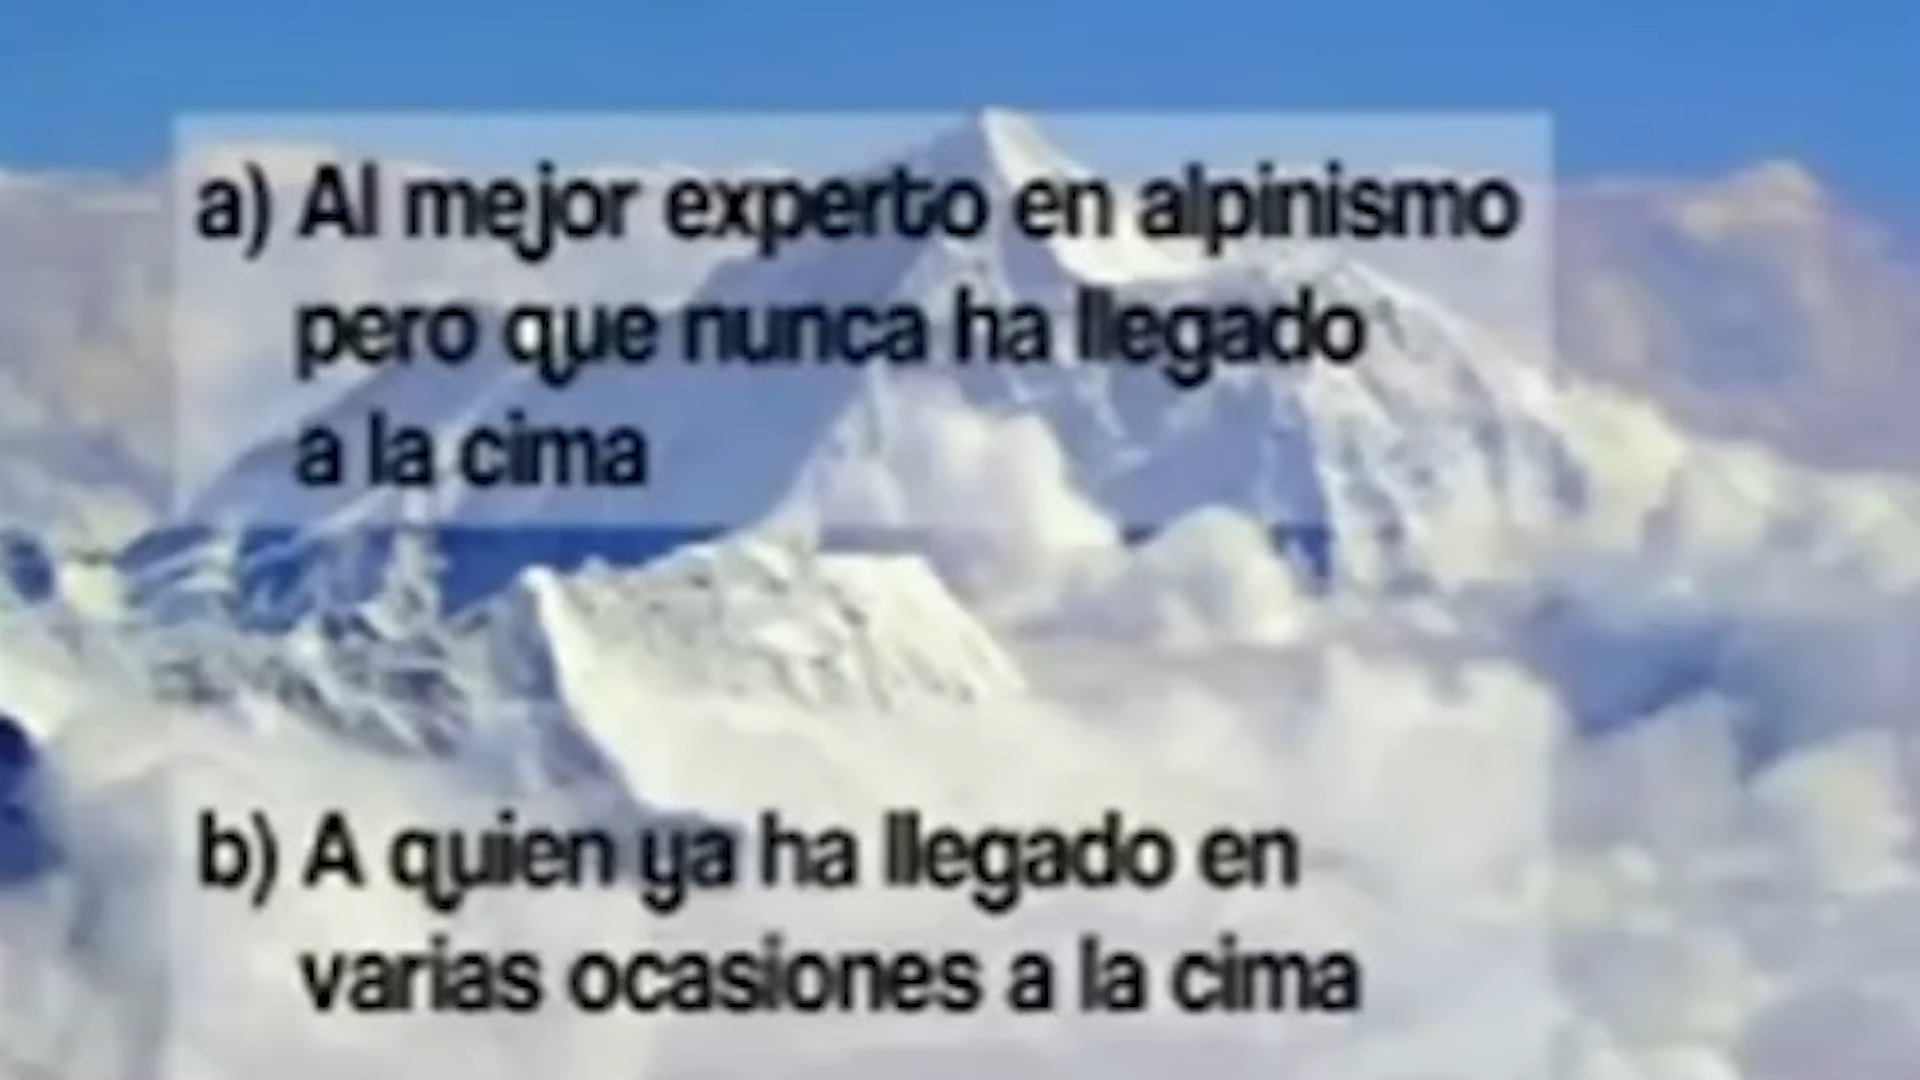 a) Al mejor experto en alpinismo
pero que nunca ha llegado
a la cima
b) A quien ya ha llegado en
varias ocasiones a la cima